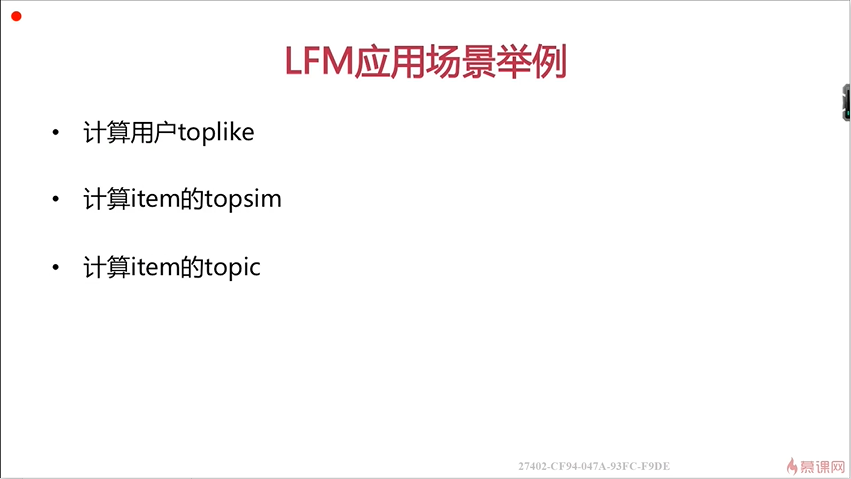 LFM应用场景举例
• 计算用户toplike
• 计算item的topsim
• 计算item的topic
27402-CF94-047A-93FC-F9DE
慕课网